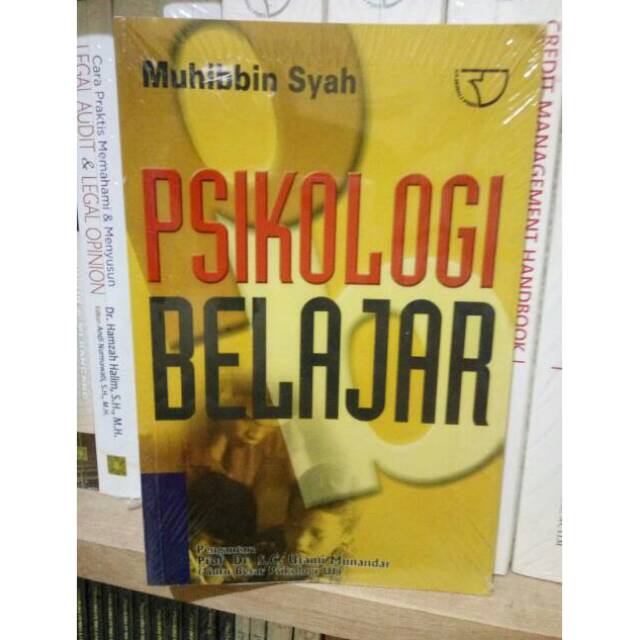 Muhibbin Syah
PSIKOLOGI
BELAJAR
Pengantar:
Prof. Dr. S.C. Utami Munandar
(Guru Besar Psikologi UI)
Cara Praktis Memahami & Menyusun
LEGAL AUDIT & LEGAL OPINION
Dr. Hamzah Halim, S.H., M.H.
CREDIT MANAGEMENT HANDBOOK